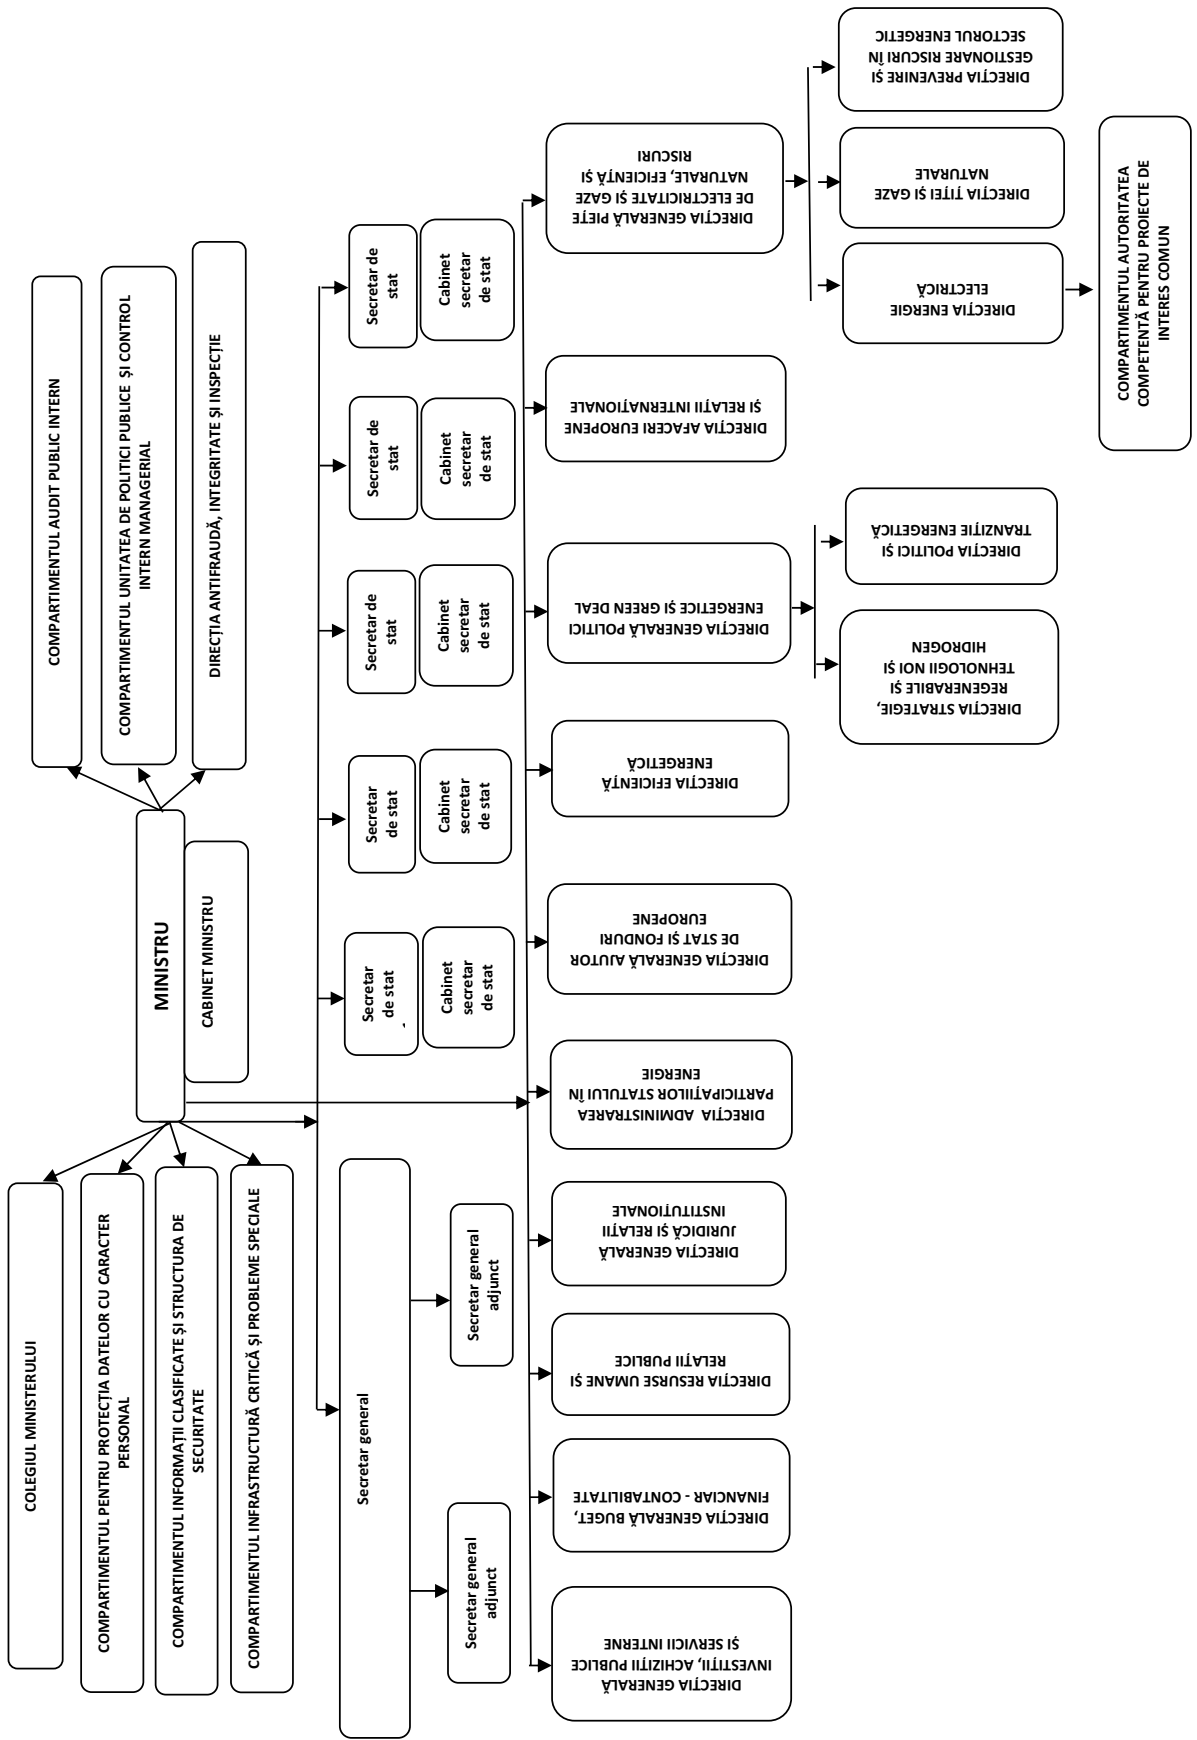 COLEGIUL MINISTERULUI
COMPARTIMENTUL PENTRU PROTECȚIA DATELOR CU CARACTER
PERSONAL
COMPARTIMENTUL INFORMAȚII CLASIFICATE ȘI STRUCTURA DE
SECURITATE
COMPARTIMENTUL INFRASTRUCTURĂ CRITICĂ ȘI PROBLEME SPECIALE
MINISTRU
CABINET MINISTRU
COMPARTIMENTUL AUDIT PUBLIC INTERN
COMPARTIMENTUL UNITATEA DE POLITICI PUBLICE ȘI CONTROL
INTERN MANAGERIAL
DIRECȚIA ANTIFRAUDĂ, INTEGRITATE ȘI INSPECȚIE
Secretar general
Secretar general
adjunct
Secretar general
adjunct
Secretar
de stat
Cabinet
secretar
de stat
Secretar
de stat
Cabinet
secretar
de stat
Secretar de
stat
Cabinet
secretar
de stat
Secretar de
stat
Cabinet
secretar
de stat
Secretar de
stat
Cabinet
secretar
de stat
DIRECȚIA GENERALĂ
INVESTIȚII, ACHIZIȚII PUBLICE
ȘI SERVICII INTERNE
DIRECȚIA GENERALĂ BUGET,
FINANCIAR - CONTABILITATE
DIRECȚIA RESURSE UMANE ȘI
RELAȚII PUBLICE
DIRECȚIA GENERALĂ
JURIDICĂ ȘI RELAȚII
INSTITUȚIONALE
DIRECȚIA ADMINISTRAREA
PARTICIPAȚIILOR STATULUI ÎN
ENERGIE
DIRECȚIA GENERALĂ AJUTOR
DE STAT ȘI FONDURI
EUROPENE
DIRECȚIA EFICIENȚĂ
ENERGETICĂ
DIRECȚIA GENERALĂ POLITICI
ENERGETICE ȘI GREEN DEAL
DIRECȚIA AFACERI EUROPENE
ȘI RELAȚII INTERNAȚIONALE
DIRECȚIA GENERALĂ PIEȚE
DE ELECTRICITATE ȘI GAZE
NATURALE, EFICIENȚĂ ȘI
RISCURI
DIRECȚIA STRATEGIE,
REGENERABILE ȘI
TEHNOLOGII NOI ȘI
HIDROGEN
DIRECȚIA POLITICI ȘI
TRANZIȚIE ENERGETICĂ
DIRECȚIA ENERGIE
ELECTRICĂ
DIRECȚIA ȚIȚEI ȘI GAZE
NATURALE
DIRECȚIA PREVENIRE ȘI
GESTIONARE RISCURI ÎN
SECTORUL ENERGETIC
COMPARTIMENTUL AUTORITATEA
COMPETENTĂ PENTRU PROIECTE DE
INTERES COMUN